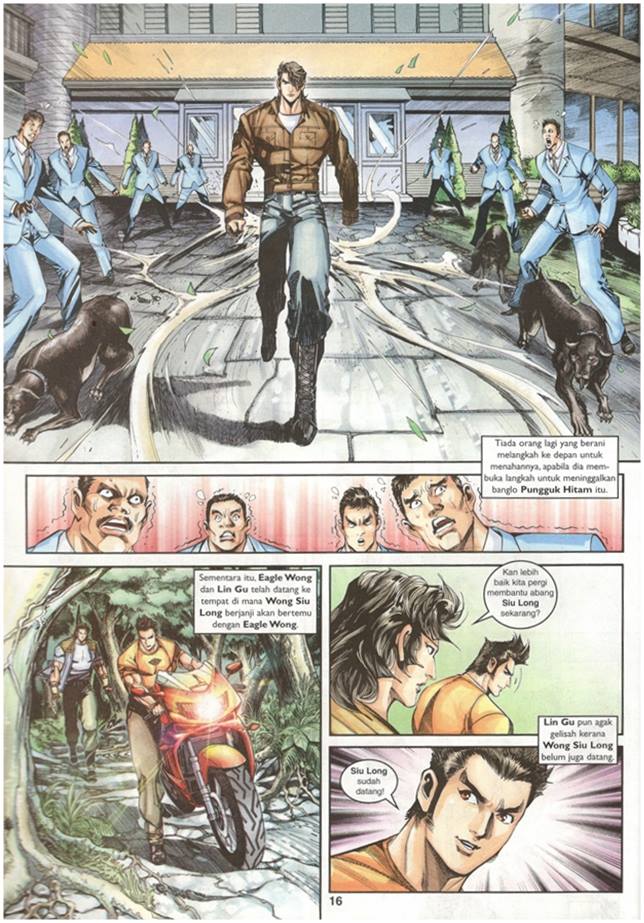 Tiada orang lagi yang berani
melangkah ke depan untuk
menahannya, apabila dia mem-
buka langkah untuk meninggalkan
banglo Pungguk Hitam itu.
Sementara itu, Eagle Wong
dan Lin Gu telah datang ke
tempat di mana Wong Siu
Long berjanji akan bertemu
dengan Eagle Wong.
Kan lebih
baik kita pergi
membantu abang
Siu Long
sekarang?
Lin Gu pun agak
gelisah kerana
Wong Siu Long
belum juga datang.
Siu Long
sudah
datang!
16